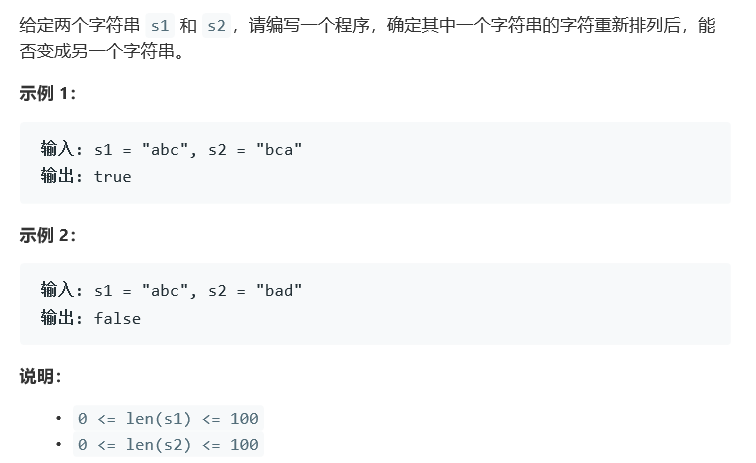 给定两个字符串 s1 和 s2，请编写一个程序，确定其中一个字符串的字符重新排列后，能
否变成另一个字符串。
示例 1：
输入: s1 = "abc", s2 = "bca"
输出: true
示例 2：
输入: s1 = "abc", s2 = "bad"
输出: false
说明：
• 0 <= len(s1) <= 100
• 0 <= len(s2) <= 100